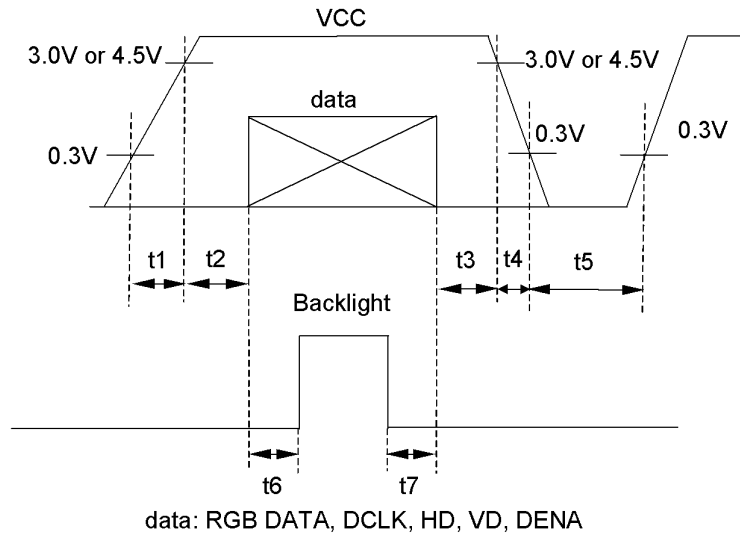 VCC
3.0V or 4.5V
3.0V or 4.5V
data
0.3V
0.3V
0.3V
t1
t2
t3
t4
t5
Backlight
t6
t7
data: RGB DATA, DCLK, HD, VD, DENA